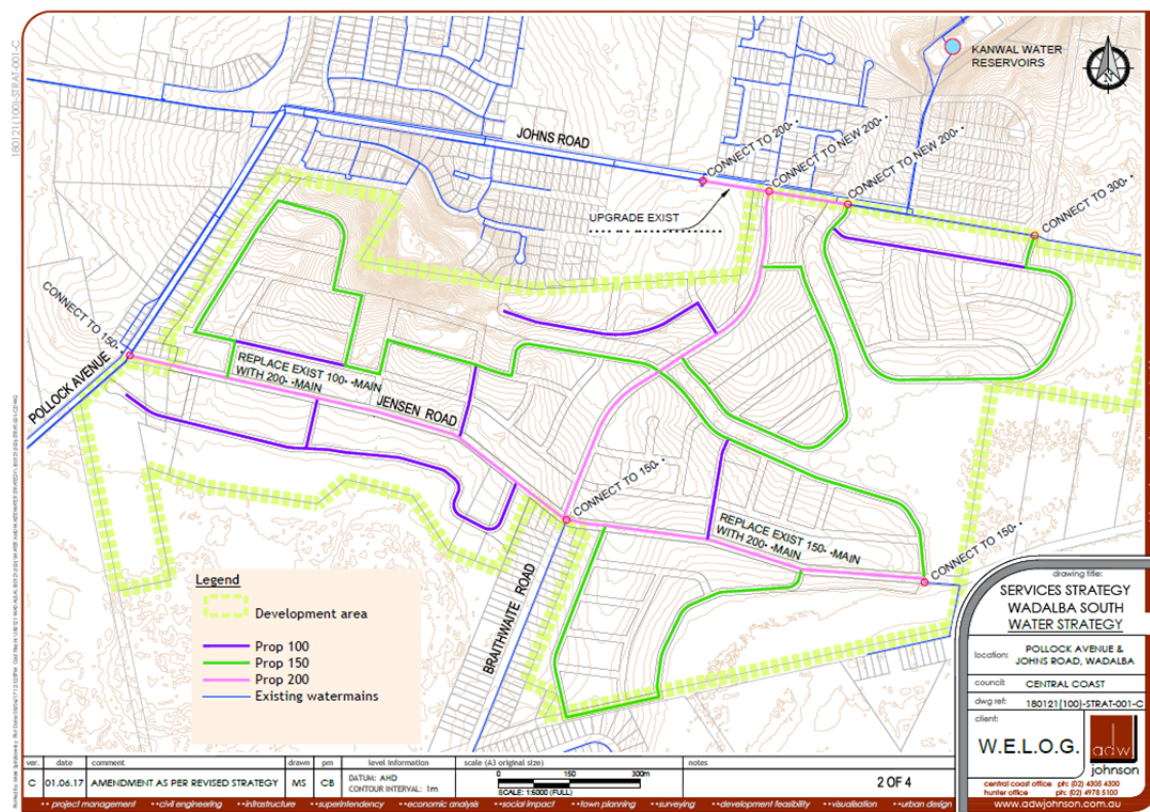 180121(100)-STRAT-001-C
KANWAL WATER
RESERVOIRS
N
JOHNS ROAD
CONNECT TO 200--
CONNECT TO NEW 200--
CONNECT TO NEW 200--
CONNECT TO 300--
UPGRADE EXIST
CONNECT TO 150--
POLLOCK AVENUE
REPLACE EXIST 100--MAIN
WITH 200--MAIN
JENSEN ROAD
CONNECT TO 150--
REPLACE EXIST 150--MAIN
WITH 200--MAIN
CONNECT TO 150--
BRAITHWAITE ROAD
Legend
Development area
Prop 100
Prop 150
Prop 200
Existing watermains
drawing title:
SERVICES STRATEGY
WADALBA SOUTH
WATER STRATEGY
location: POLLOCK AVENUE &
JOHNS ROAD, WADALBA
council: CENTRAL COAST
dwg ref: 180121(100)-STRAT-001-C
client:
W.E.L.O.G.
adw
johnson
central coast office ph: (02) 4305 4300
hunter office ph: (02) 4978 5100
www.adwjohnson.com.au
ver. date comment drawn pm level information scale (A3 original size) notes
C 01.06.17 AMENDMENT AS PER REVISED STRATEGY MS CB DATUM: AHD
CONTOUR INTERVAL: 1m
0 150 300m
SCALE: 1:6000 (FULL)
2 OF 4
••project management ••civil engineering ••infrastructure ••superintendency ••economic analysis ••social impact ••town planning ••surveying ••development feasibility ••visualisation ••urban design